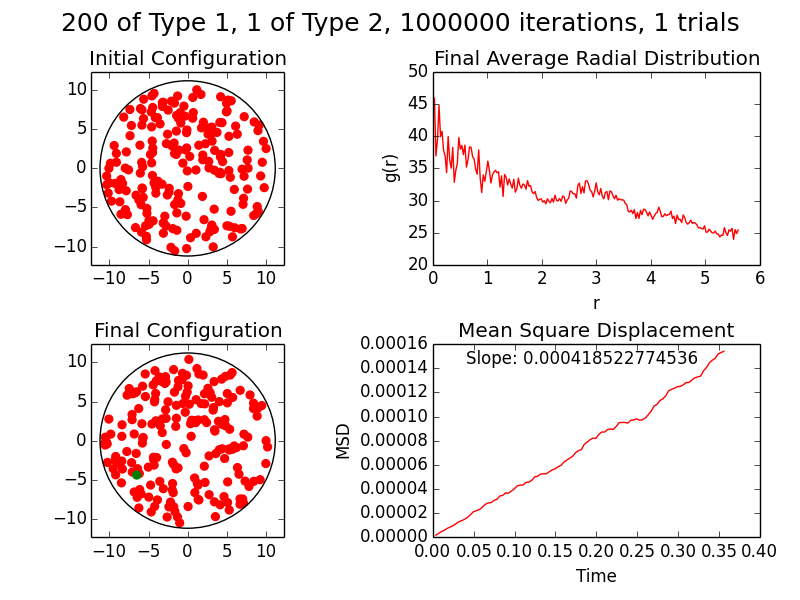 200 of Type 1, 1 of Type 2, 1000000 iterations, 1 trials
Initial Configuration
10
5
0
−5
−10
−10 −5 0 5 10
Final Average Radial Distribution
50
45
40
35
30
25
20
g(r)
0 1 2 3 4 5 6
r
Final Configuration
10
5
0
−5
−10
−10 −5 0 5 10
Mean Square Displacement
Slope: 0.000418522774536
0.00016
0.00014
0.00012
0.00010
0.00008
0.00006
0.00004
0.00002
0.00000
MSD
0.00 0.05 0.10 0.15 0.20 0.25 0.30 0.35 0.40
Time